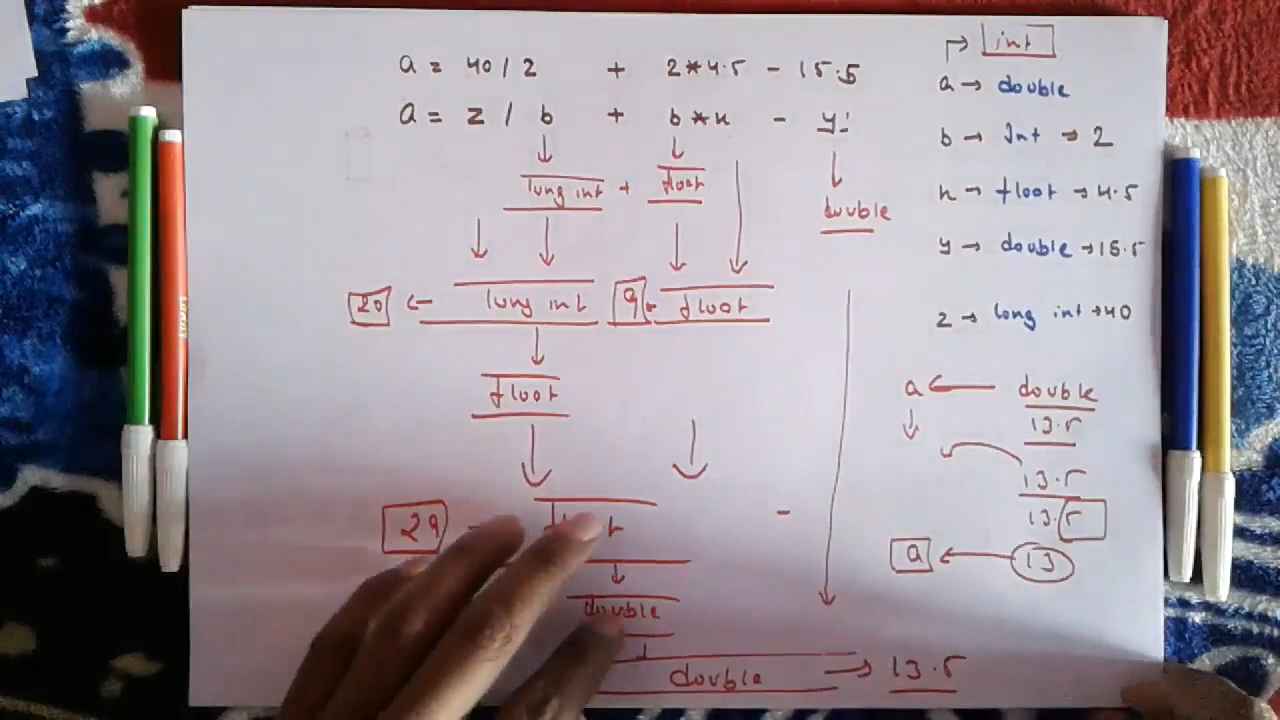 a = 40 / 2 + 2*4.5 - 15.5
a = z / b + b*x - y;
long int + float
double
20 ← long int 9 ← float
float
29
-
double
double → 13.5
int
a → double
b → Int → 2
x → float → 4.5
y → double → 15.5
z → long int → 40
a ← double
13.5
13.5
13.5
a ← 13